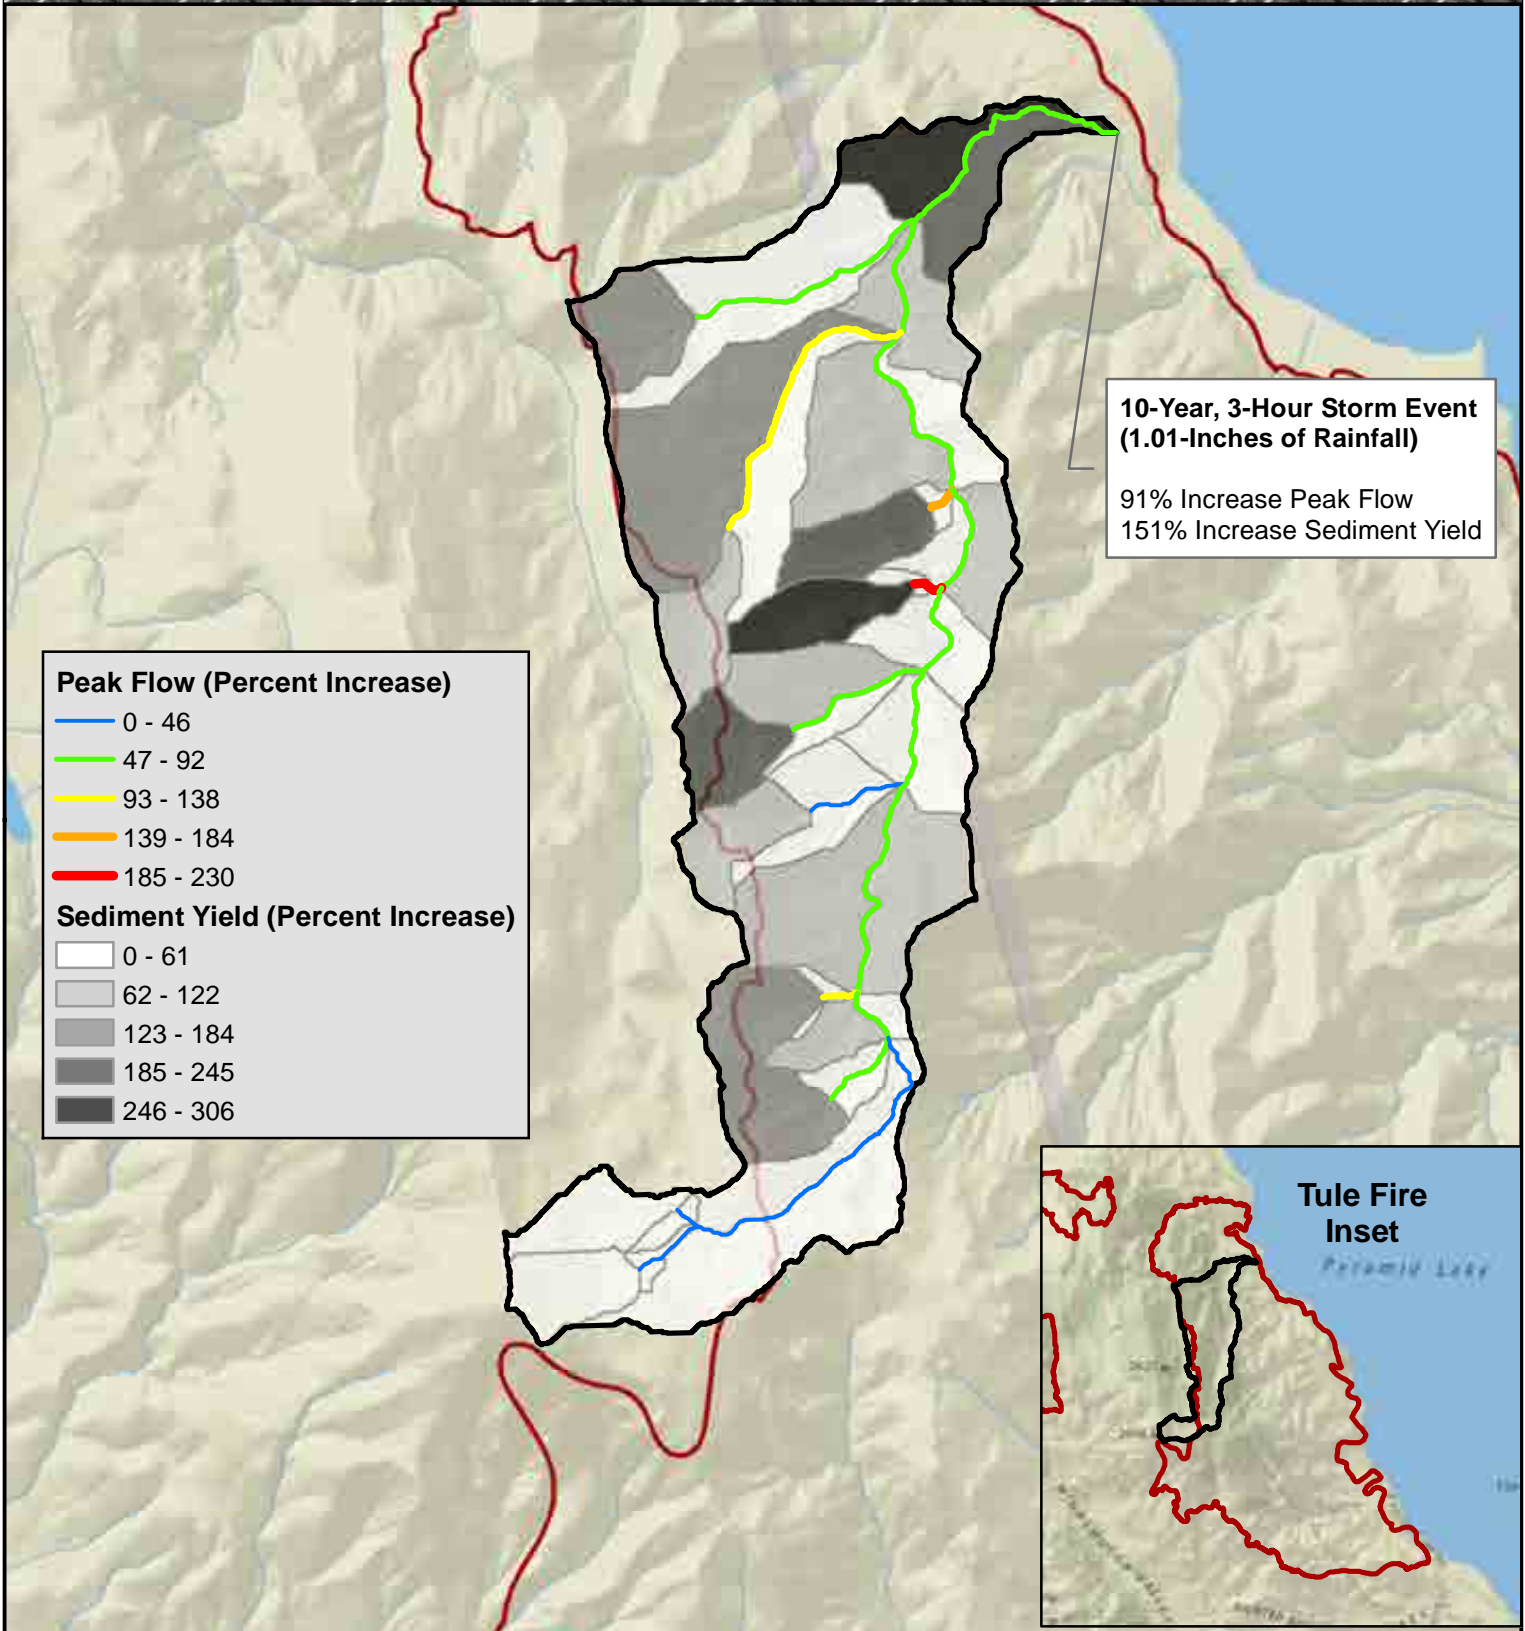 10-Year, 3-Hour Storm Event
(1.01-Inches of Rainfall)
91% Increase Peak Flow
151% Increase Sediment Yield
Peak Flow (Percent Increase)
0 - 46
47 - 92
93 - 138
139 - 184
185 - 230
Sediment Yield (Percent Increase)
0 - 61
62 - 122
123 - 184
185 - 245
246 - 306
Tule Fire
Inset
Pyramid Lake